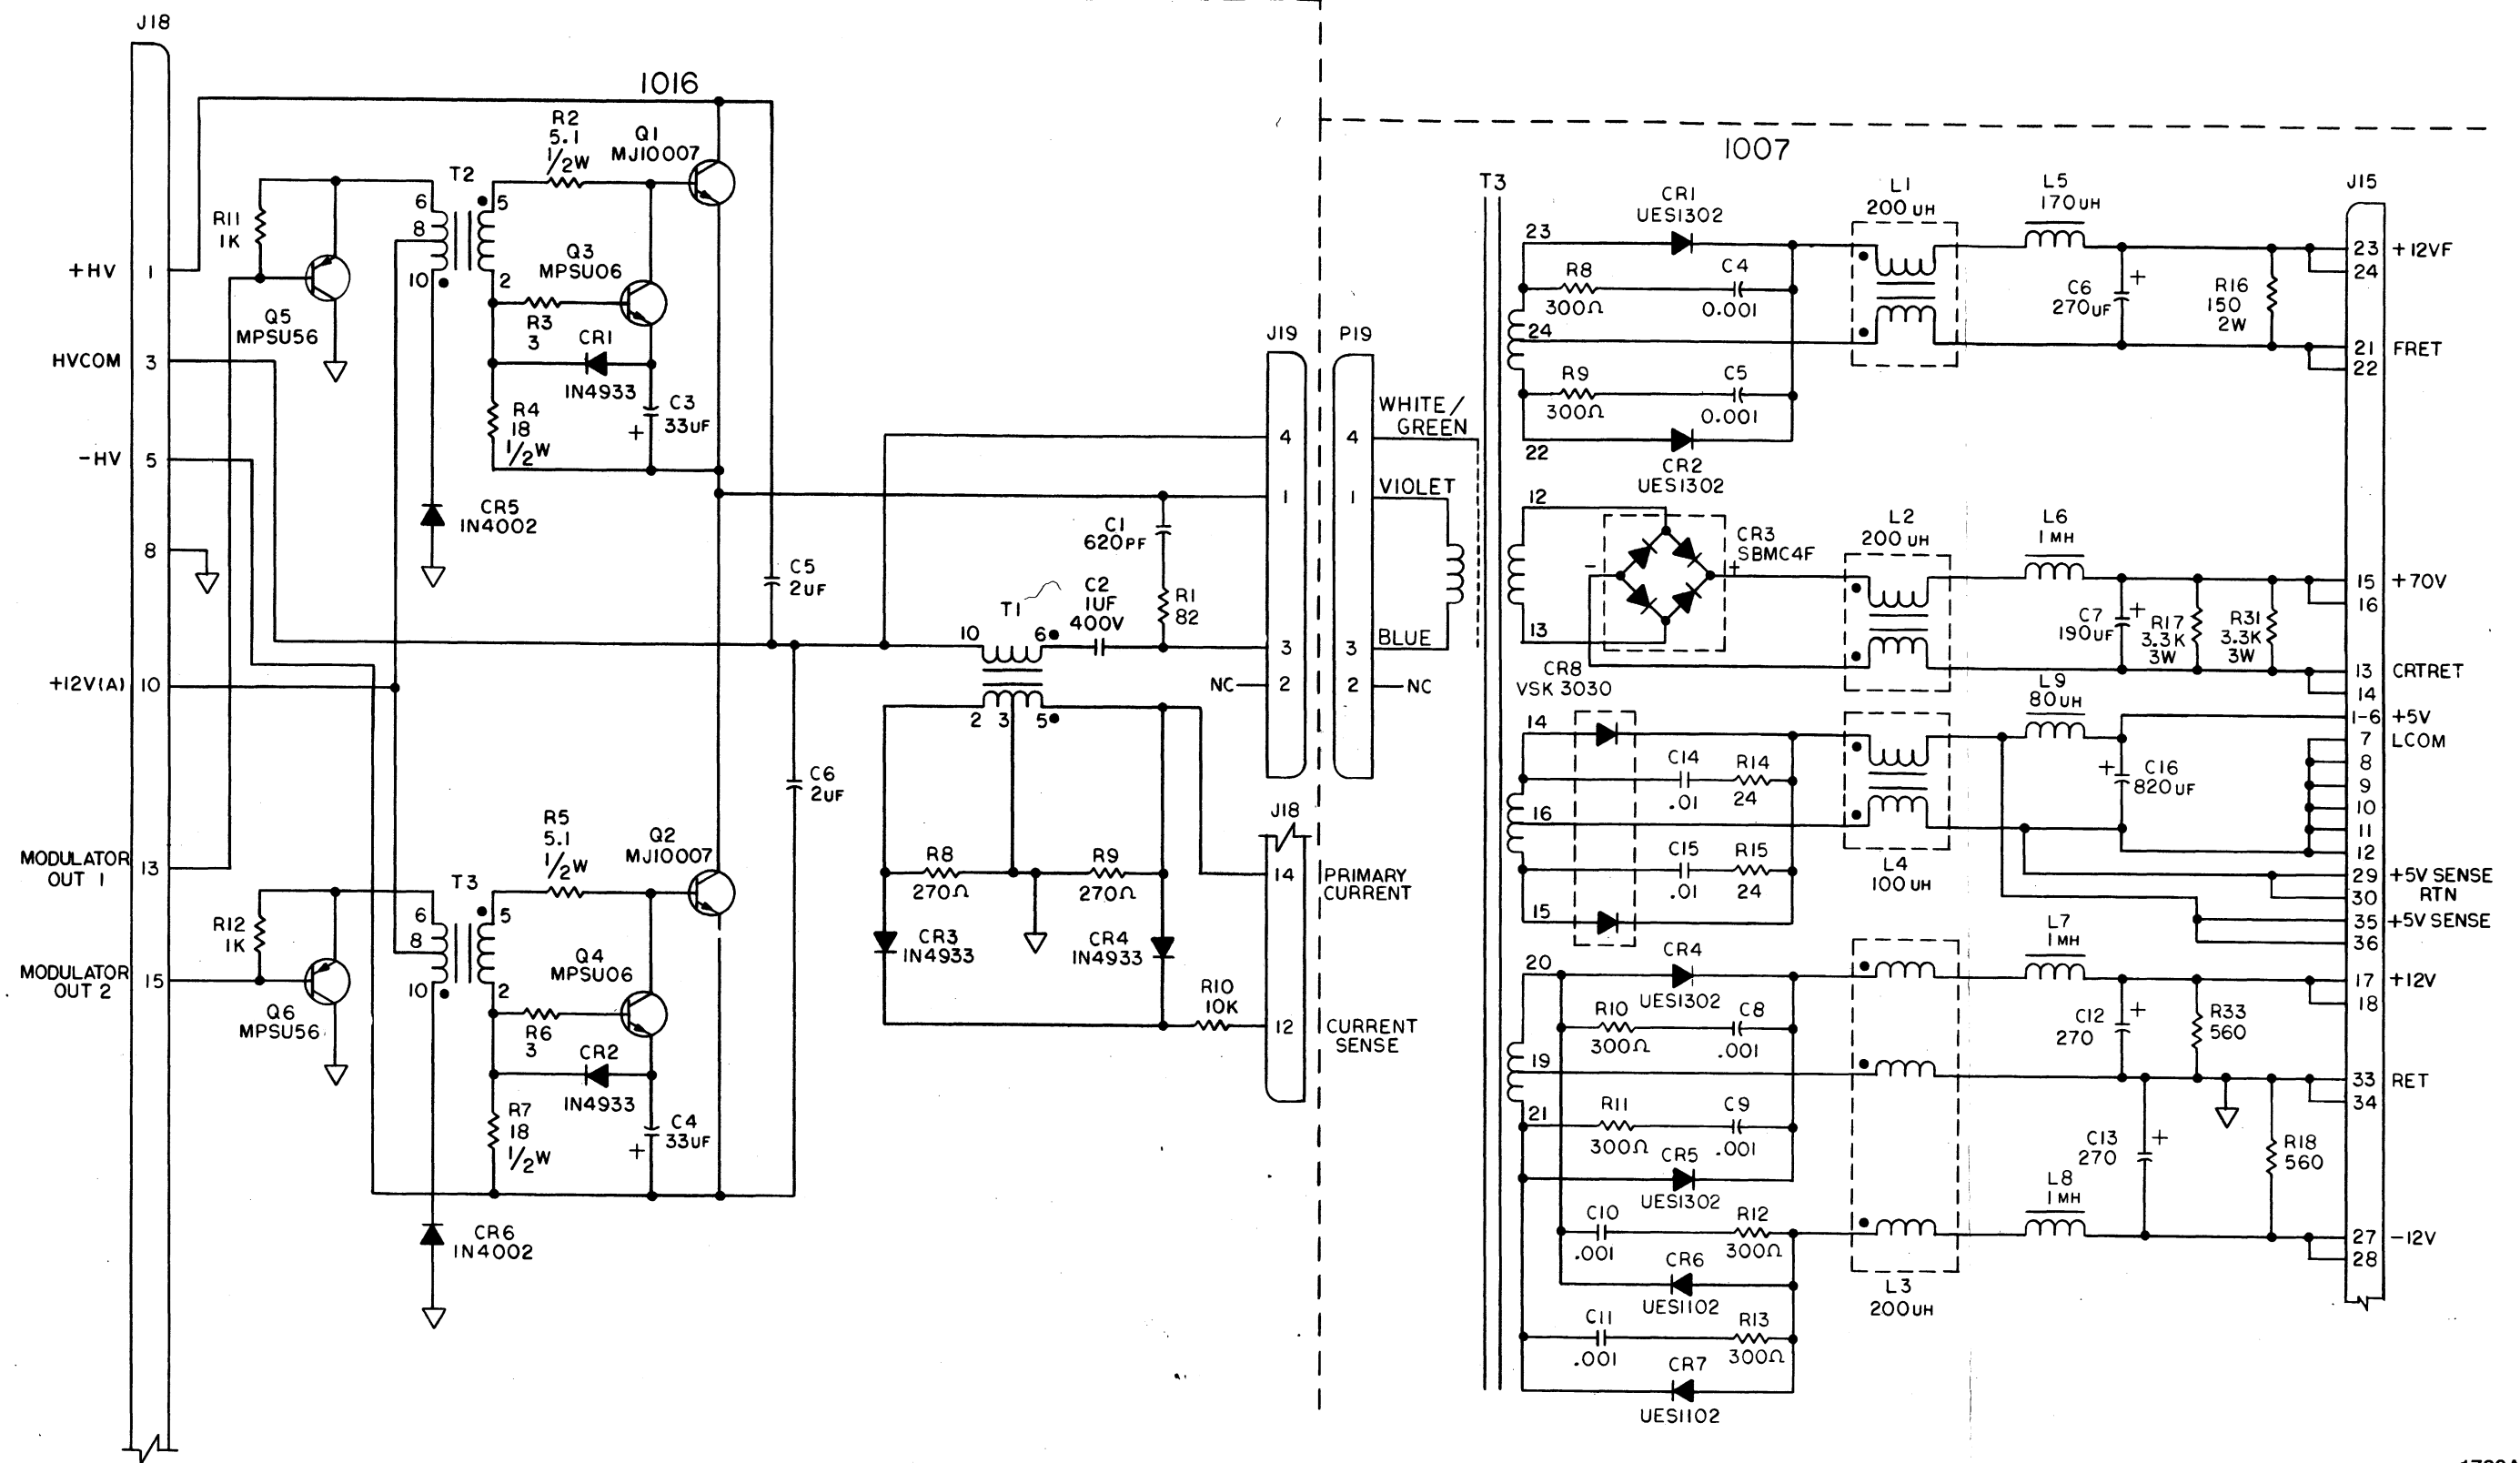 J18
1016
+HV 1
HVCOM 3
-HV 5
8
+12V(A) 10
MODULATOR
OUT 1
13
MODULATOR
OUT 2
15
R11
1K
Q5
MPSU56
T2
6
8
10
5
2
R2
5.1
1/2W
Q1
MJ10007
Q3
MPSU06
R3
3
CR1
1N4933
R4
18
1/2W
C3
+ 33UF
CR5
1N4002
C5
2UF
C6
2UF
R12
1K
Q6
MPSU56
T3
6
8
10
5
2
R5
5.1
1/2W
Q2
MJ10007
Q4
MPSU06
R6
3
CR2
1N4933
R7
18
1/2W
C4
+ 33UF
CR6
1N4002
T1
10
6
2
3
5
C1
620PF
C2
1UF
400V
R1
82
R8
270Ω
R9
270Ω
CR3
1N4933
CR4
1N4933
R10
10K
J19
4
1
3
NC 2
J18
14 PRIMARY
CURRENT
12 CURRENT
SENSE
P19
4
1
3
2 NC
WHITE/
GREEN
VIOLET
BLUE
1007
T3
23
24
22
12
13
14
16
15
20
19
21
CR1
UES1302
R8
300Ω
C4
0.001
R9
300Ω
C5
0.001
CR2
UES1302
L1
200UH
L5
170UH
C6
270UF
+
R16
150
2W
CR3
SBMC4F
-
+
L2
200UH
L6
1MH
C7
190UF
+
R17
3.3K
3W
R31
3.3K
3W
CR8
VSK 3030
C14
.01
R14
24
C15
.01
R15
24
L4
100UH
L9
80UH
+
C16
820UF
CR4
UES1302
R10
300Ω
C8
.001
R11
300Ω
C9
.001
CR5
UES1302
C10
.001
R12
300Ω
CR6
UES1102
C11
.001
R13
300Ω
CR7
UES1102
L3
200UH
L7
1MH
C12
270
+
R33
560
C13
270
+
R18
560
L8
1MH
J15
23 +12VF
24
21 FRET
22
15 +70V
16
13 CRTRET
14
1-6 +5V
7 LCOM
8
9
10
11
12
29 +5V SENSE
30 RTN
35 +5V SENSE
36
17 +12V
18
33 RET
34
27 -12V
28